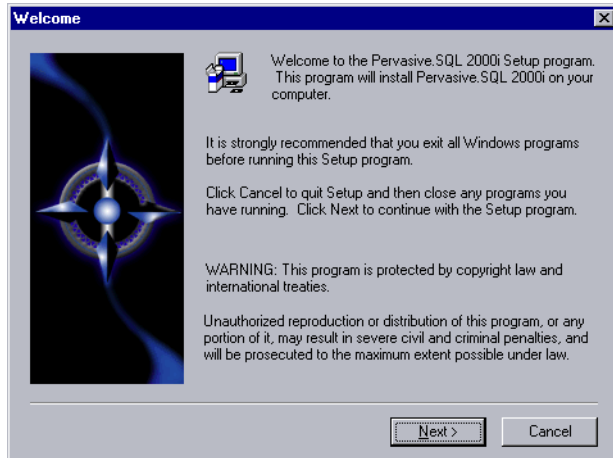 Welcome
Welcome to the Pervasive.SQL 2000i Setup program.
This program will install Pervasive.SQL 2000i on your
computer.
It is strongly recommended that you exit all Windows programs
before running this Setup program.
Click Cancel to quit Setup and then close any programs you
have running. Click Next to continue with the Setup program.
WARNING: This program is protected by copyright law and
international treaties.
Unauthorized reproduction or distribution of this program, or any
portion of it, may result in severe civil and criminal penalties, and
will be prosecuted to the maximum extent possible under law.
Next >
Cancel